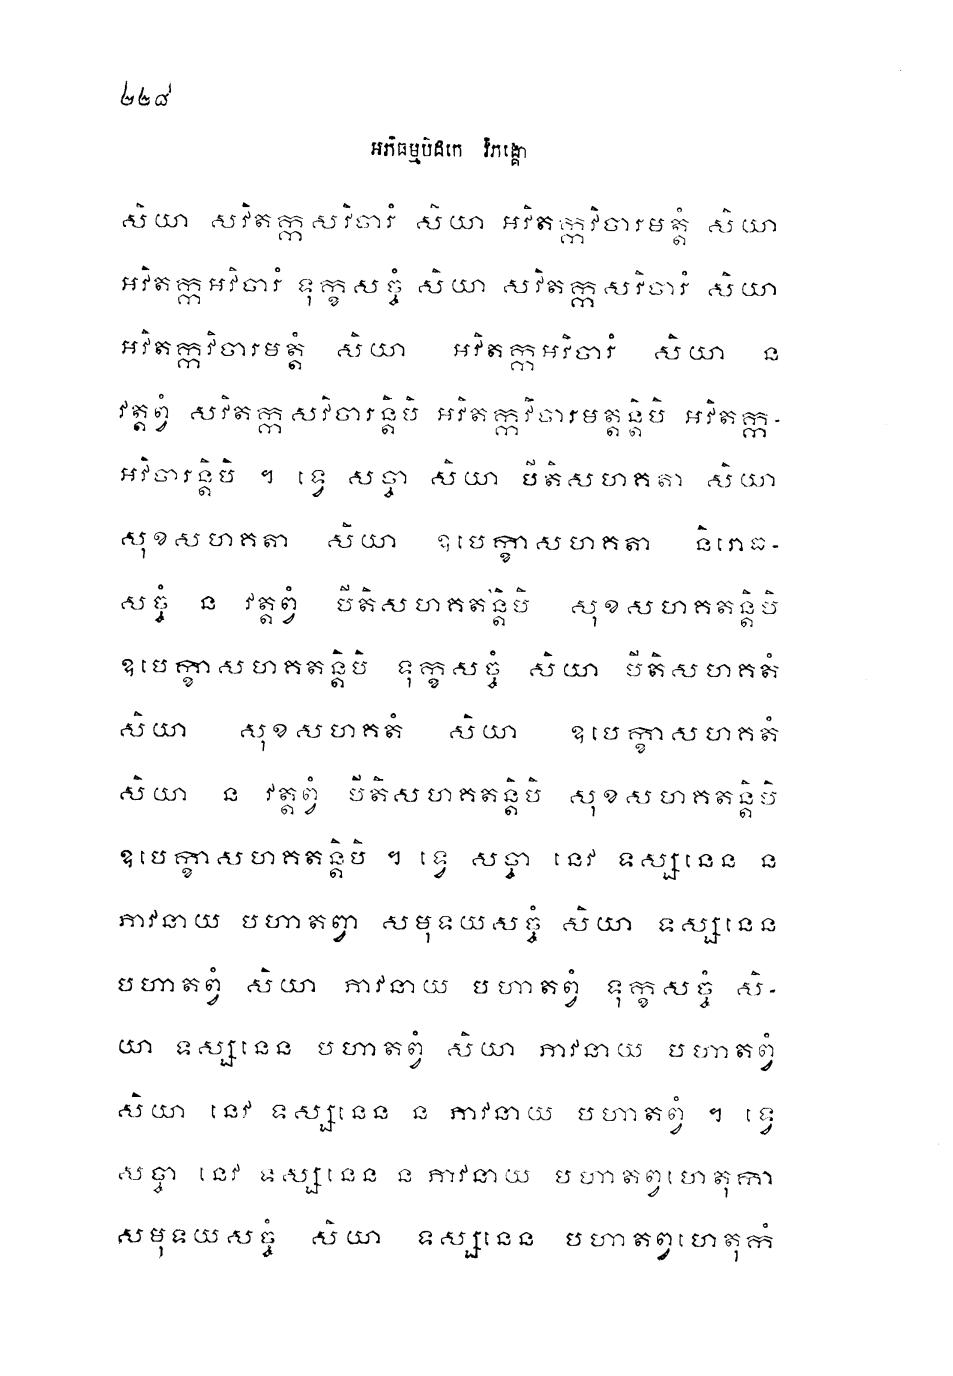 ២២៨
អភិធម្មបិដកេ វិភង្គោ
សិយា សវិតក្កសវិចារំ សិយា អវិតក្កវិចារមត្តំ សិយា
អវិតក្កអវិចារំ ទុក្ខសច្ចំ សិយា សវិតក្កសវិចារំ សិយា
អវិតក្កវិចារមត្តំ សិយា អវិតក្កអវិចារំ សិយា ន
វត្តព្វំ សវិតក្កសវិចារន្តិបិ អវិតក្កវិចារមត្តន្តិបិ អវិតក្ក-
អវិចារន្តិបិ ។ ទ្វេ សច្ចា សិយា បីតិសហកតា សិយា
សុខសហកតា សិយា ឧបេក្ខាសហកតា និរោធ-
សច្ចំ ន វត្តព្វំ បីតិសហកតន្តិបិ សុខសហកតន្តិបិ
ឧបេក្ខាសហកតន្តិបិ ទុក្ខសច្ចំ សិយា បីតិសហកតំ
សិយា សុខសហកតំ សិយា ឧបេក្ខាសហកតំ
សិយា ន វត្តព្វំ បីតិសហកតន្តិបិ សុខសហកតន្តិបិ
ឧបេក្ខាសហកតន្តិបិ ។ ទ្វេ សច្ចា នេវ ទស្សនេន ន
ភាវនាយ បហាតព្វា សមុទយសច្ចំ សិយា ទស្សនេន
បហាតព្វំ សិយា ភាវនាយ បហាតព្វំ ទុក្ខសច្ចំ សិ-
យា ទស្សនេន បហាតព្វំ សិយា ភាវនាយ បហាតព្វំ
សិយា នេវ ទស្សនេន ន ភាវនាយ បហាតព្វំ ។ ទ្វេ
សច្ចា នេវ ទស្សនេន ន ភាវនាយ បហាតព្វហេតុកា
សមុទយសច្ចំ សិយា ទស្សនេន បហាតព្វហេតុកំ